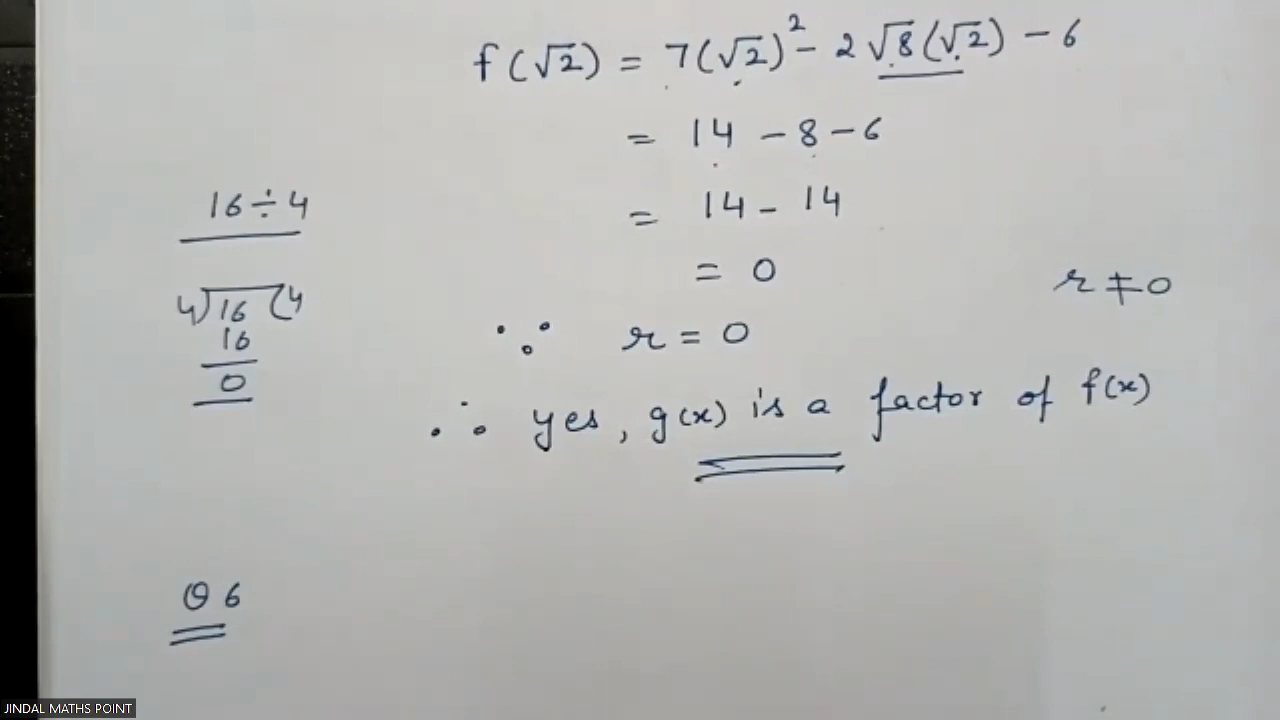 f(√2) = 7(√2)² - 2√8(√2) - 6
= 14 - 8 - 6
= 14 - 14
= 0
r ≠ 0
∵ r = 0
∴ yes, g(x) is a factor of f(x)
16 ÷ 4
4)16(4
16
0
Q 6
JINDAL MATHS POINT